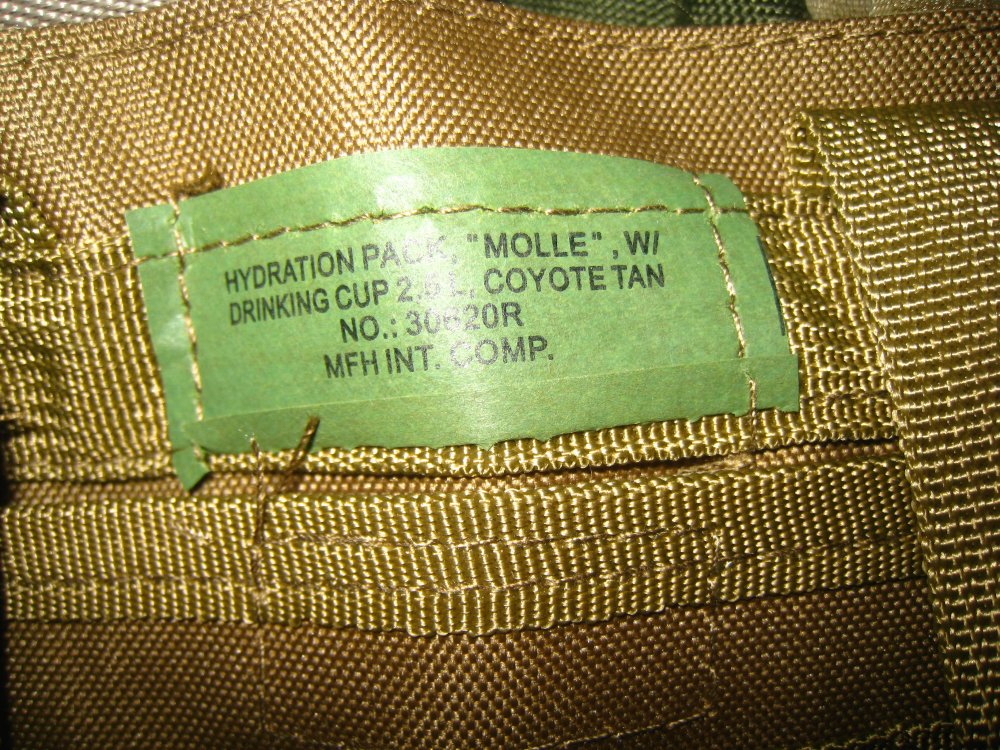 HYDRATION PACK, "MOLLE", W/
DRINKING CUP 2,5 L, COYOTE TAN
NO.: 30620R
MFH INT. COMP.